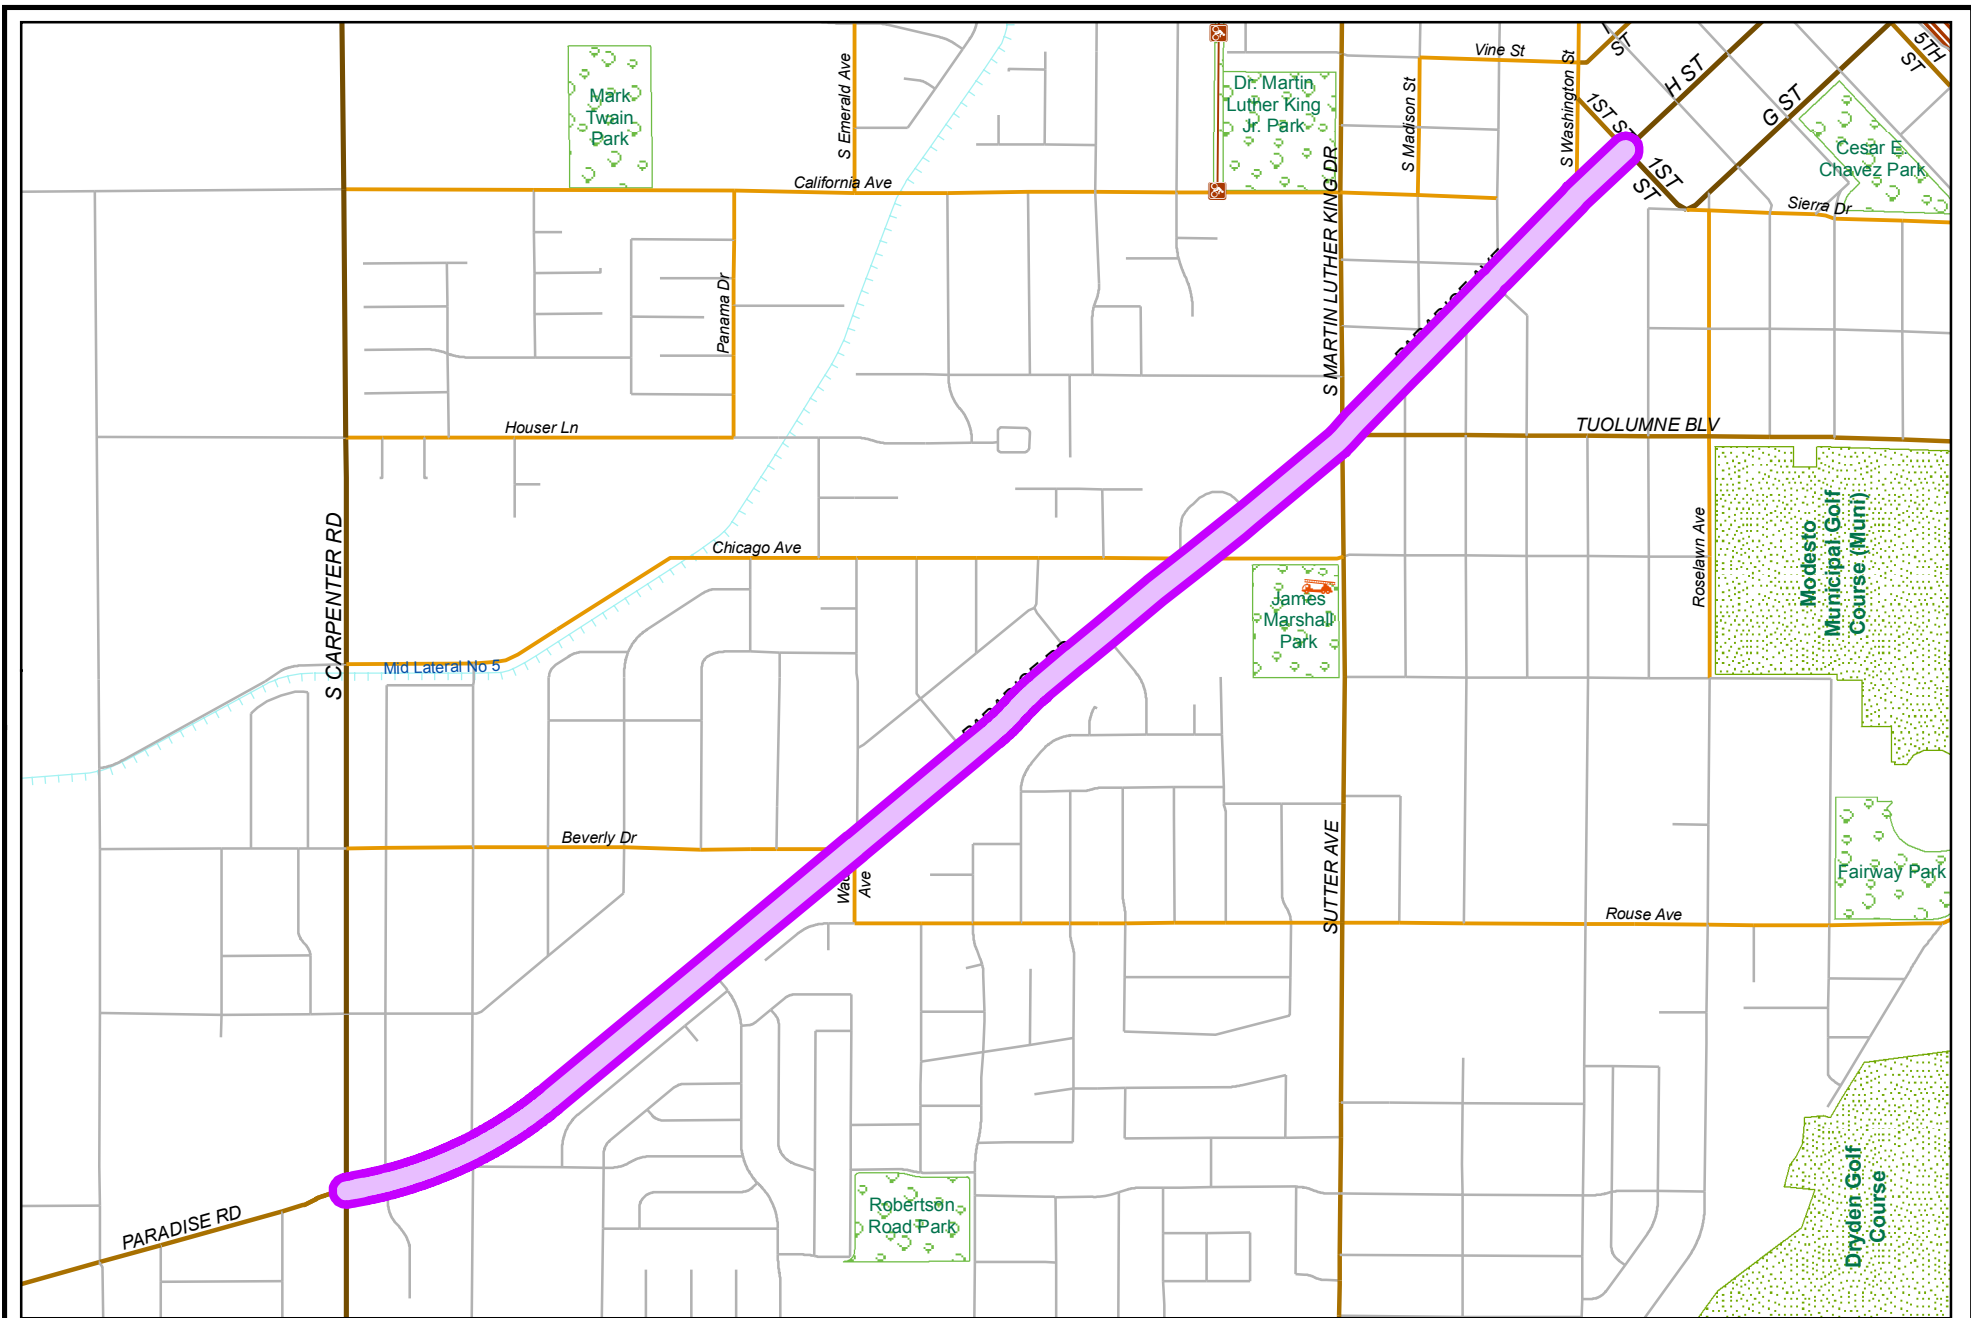 Vine St
ST
5TH
ST
H ST
G ST
S Emerald Ave
Mark
Twain
Park
Dr. Martin
Luther King
Jr. Park
S Madison St
S Washington St
1ST ST
1ST
ST
Cesar E.
Chavez Park
California Ave
Sierra Dr
S MARTIN LUTHER KING DR
Panama Dr
Houser Ln
TUOLUMNE BLV
S CARPENTER RD
Chicago Ave
Roselawn Ave
Modesto
Municipal Golf
Course (Muni)
James
Marshall
Park
Mid Lateral No 5
Beverly Dr
Ave
SUTTER AVE
Fairway Park
Rouse Ave
Robertson
Road Park
PARADISE RD
Dryden Golf
Course